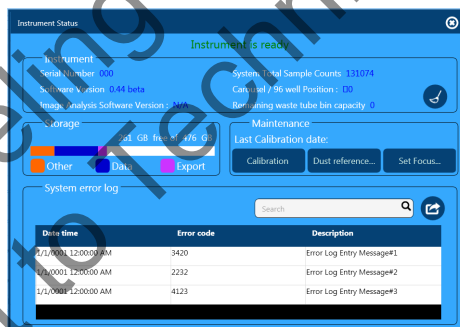 Instrument Status
Instrument is ready
Instrument
Serial Number 000
System Total Sample Counts 131074
Software Version 0.44 beta
Carousel / 96 well
Position : 0
Image Analysis Software Version : N/A
Remaining waste tube bin capacity 0
Storage
261 GB free of 476 GB
Other
Data
Export
Maintenance
Last Calibration date:
Calibration
Dust reference...
Set Focus...
System error log
Search
Date time Error code Description
1/1/0001 12:00:00 AM 3420 Error Log Entry Message#1
1/1/0001 12:00:00 AM 2232 Error Log Entry Message#2
1/1/0001 12:00:00 AM 4123 Error Log Entry Message#3
eling
to Techn